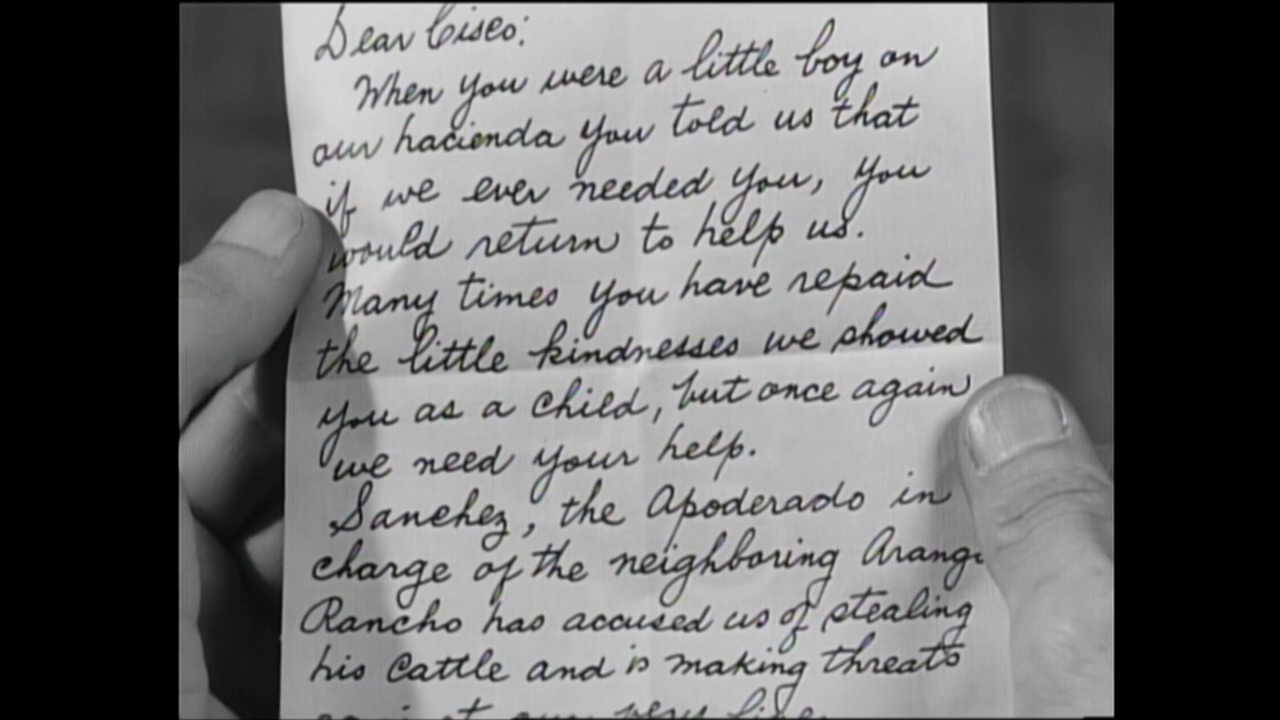 Dear Cisco:
When you were a little boy on
our hacienda you told us that
if we ever needed you, you
would return to help us.
Many times you have repaid
the little kindnesses we showed
you as a child, but once again
we need your help.
Sanchez, the Apoderado in
charge of the neighboring
Rancho has accused us of stealing
his cattle and is making threats
our very